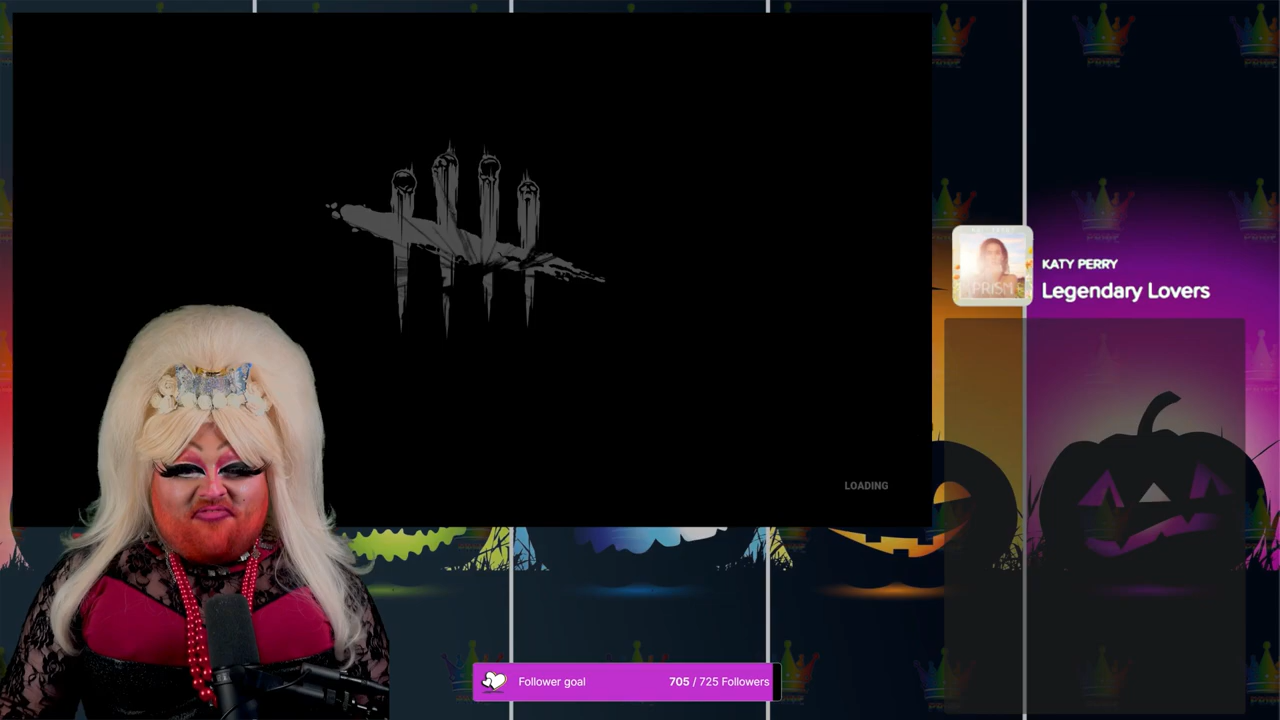 KATY PERRY
PRISM
Legendary Lovers
LOADING
Follower goal 705 / 725 Followers